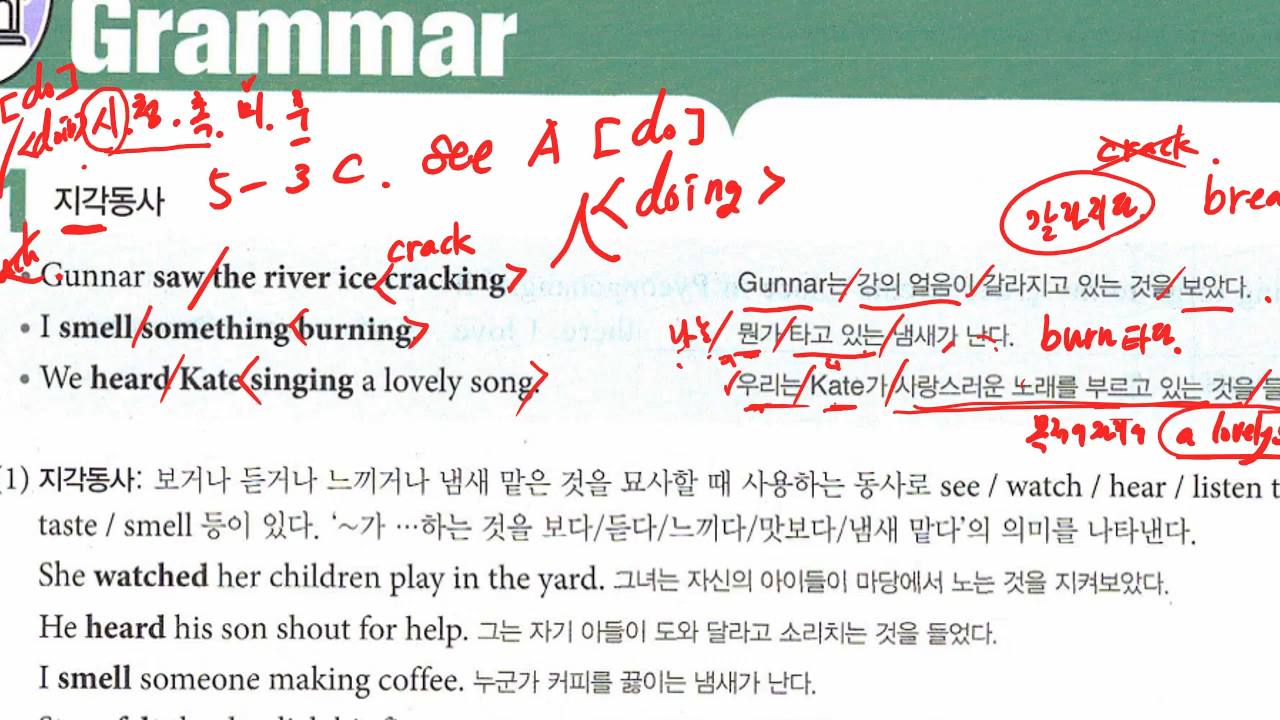 Grammar
[do]
시.청.촉.미.후
5-3 C. see A [do]
<doing>
crack.
갈라지다.
1 지각동사
crack
• Gunnar saw the river ice cracking. Gunnar는 강의 얼음이 갈라지고 있는 것을 보았다.
• I smell something burning. 나는 뭔가 타고 있는 냄새가 난다. burn 타다.
• We heard Kate singing a lovely song. 우리는 Kate가 사랑스러운 노래를 부르고 있는 것을
a lovely
(1) 지각동사: 보거나 듣거나 느끼거나 냄새 맡은 것을 묘사할 때 사용하는 동사로 see / watch / hear / listen
taste / smell 등이 있다. ‘~가 …하는 것을 보다/듣다/느끼다/맛보다/냄새 맡다’의 의미를 나타낸다.
She watched her children play in the yard. 그녀는 자신의 아이들이 마당에서 노는 것을 지켜보았다.
He heard his son shout for help. 그는 자기 아들이 도와 달라고 소리치는 것을 들었다.
I smell someone making coffee. 누군가 커피를 끓이는 냄새가 난다.